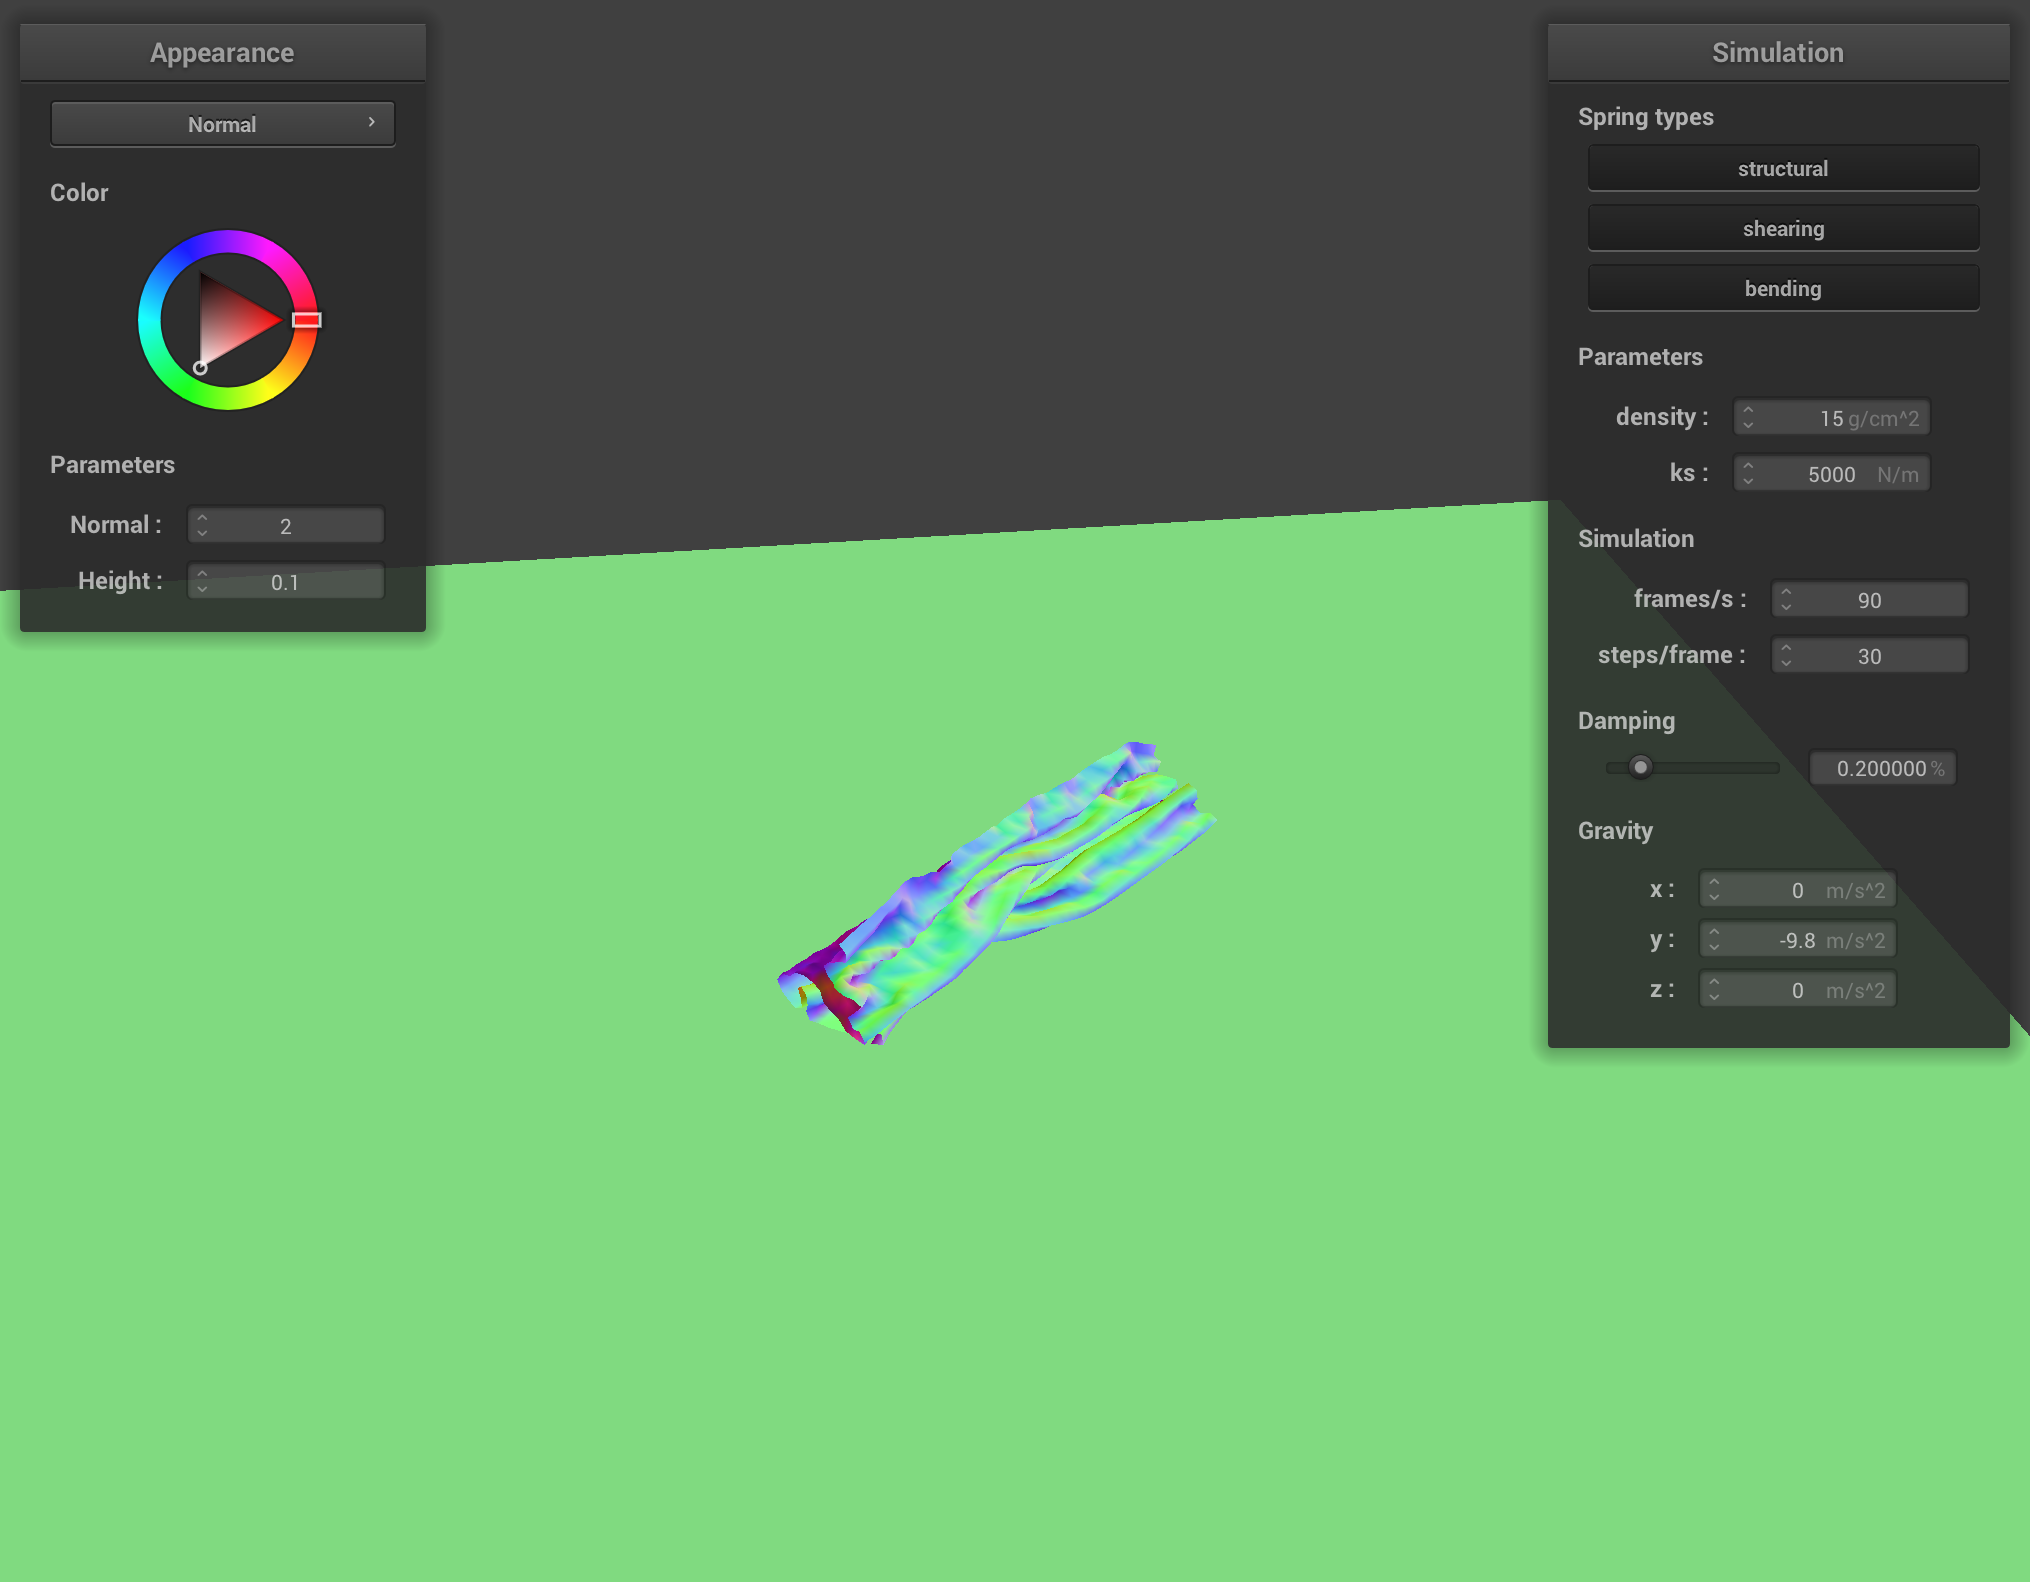 Appearance
Normal
Color
Parameters
Normal : 2
Height : 0.1
Simulation
Spring types
structural
shearing
bending
Parameters
density : 15 g/cm^2
ks : 5000 N/m
Simulation
frames/s : 90
steps/frame : 30
Damping
0.200000 %
Gravity
x : 0 m/s^2
y : -9.8 m/s^2
z : 0 m/s^2